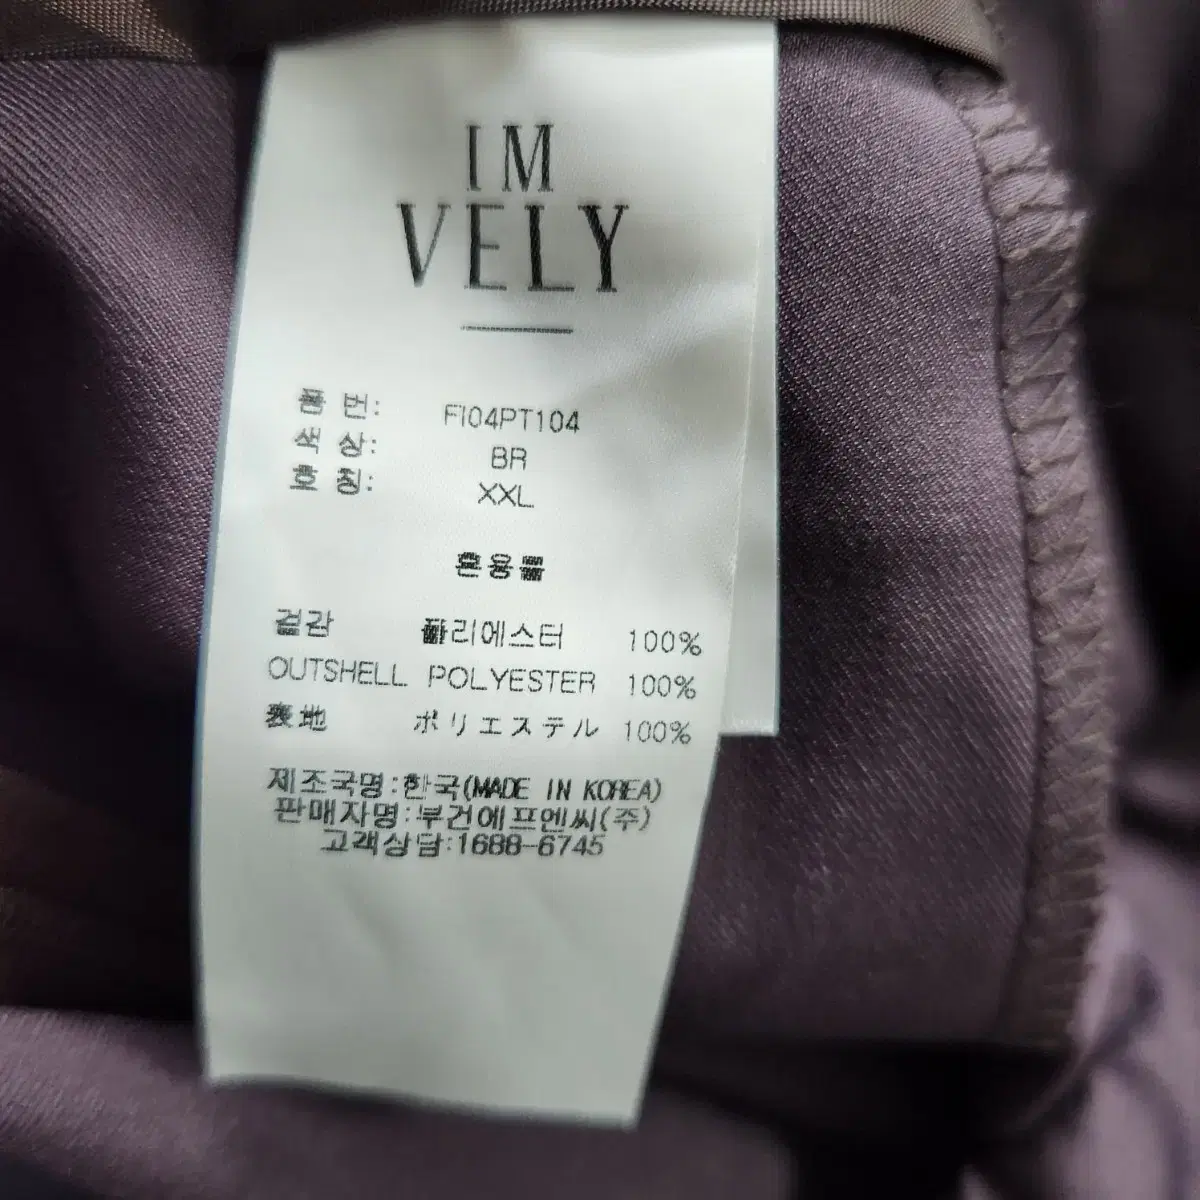 IM
VELY
품 번: FI04PT104
색 상: BR
호 칭: XXL
혼용률
겉감 폴리에스터 100%
OUTSHELL POLYESTER 100%
表地 ポリエステル 100%
제조국명:한국(MADE IN KOREA)
판매자명:부건에프엔씨(주)
고객상담:1688-6745